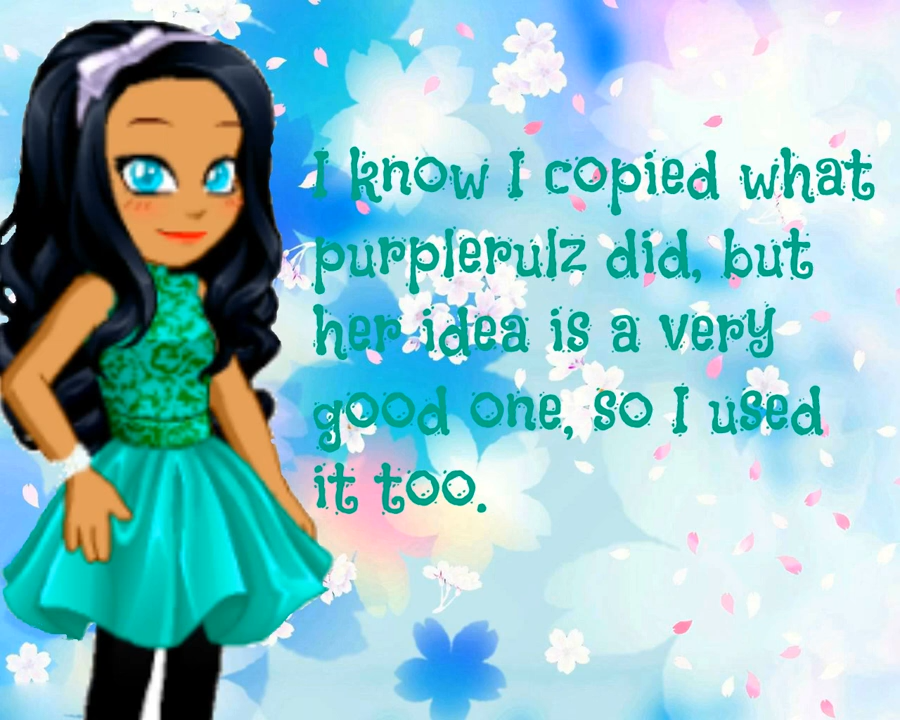 I know I copied what
purplerulz did, but
her idea is a very
good one, so I used
it too.